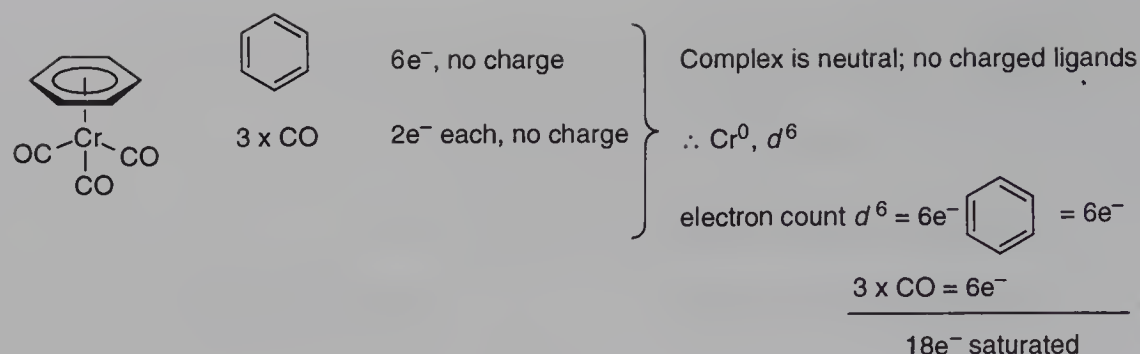 6e⁻, no charge
Complex is neutral; no charged ligands
Cr
OC
CO
CO
3 x CO
2e⁻ each, no charge
∴ Cr⁰, d⁶
electron count d⁶ = 6e⁻ = 6e⁻
3 x CO = 6e⁻
18e⁻ saturated